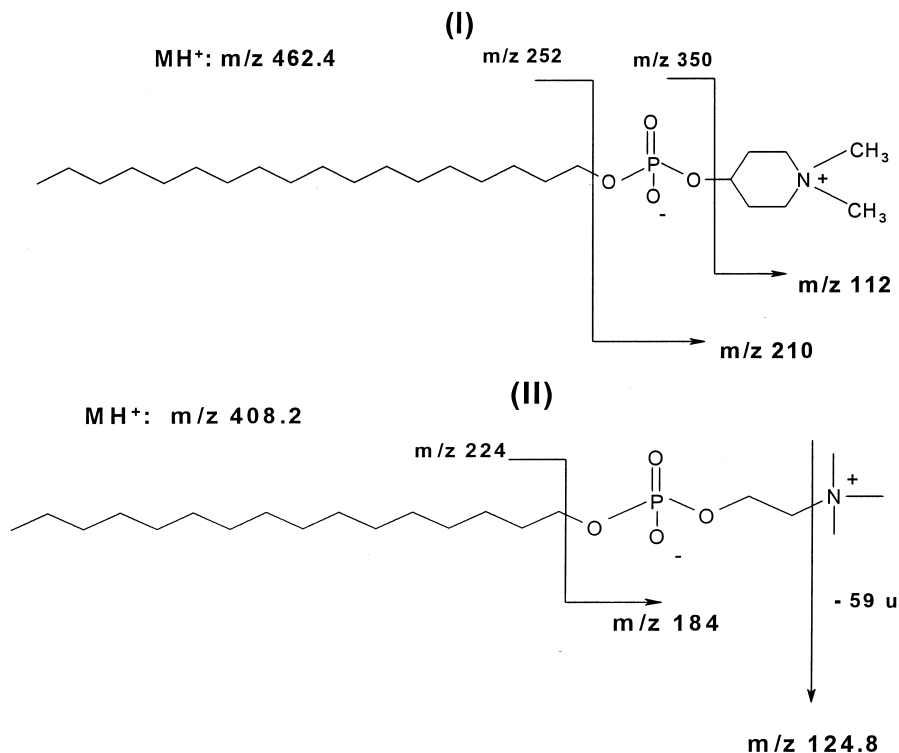 (I)
MH⁺: m/z 462.4
m/z 252
m/z 350
O
P
O
O
O
-
N
+
CH₃
CH₃
m/z 112
m/z 210
(II)
MH⁺: m/z 408.2
m/z 224
O
P
O
O
O
-
N
+
- 59 u
m/z 184
m/z 124.8